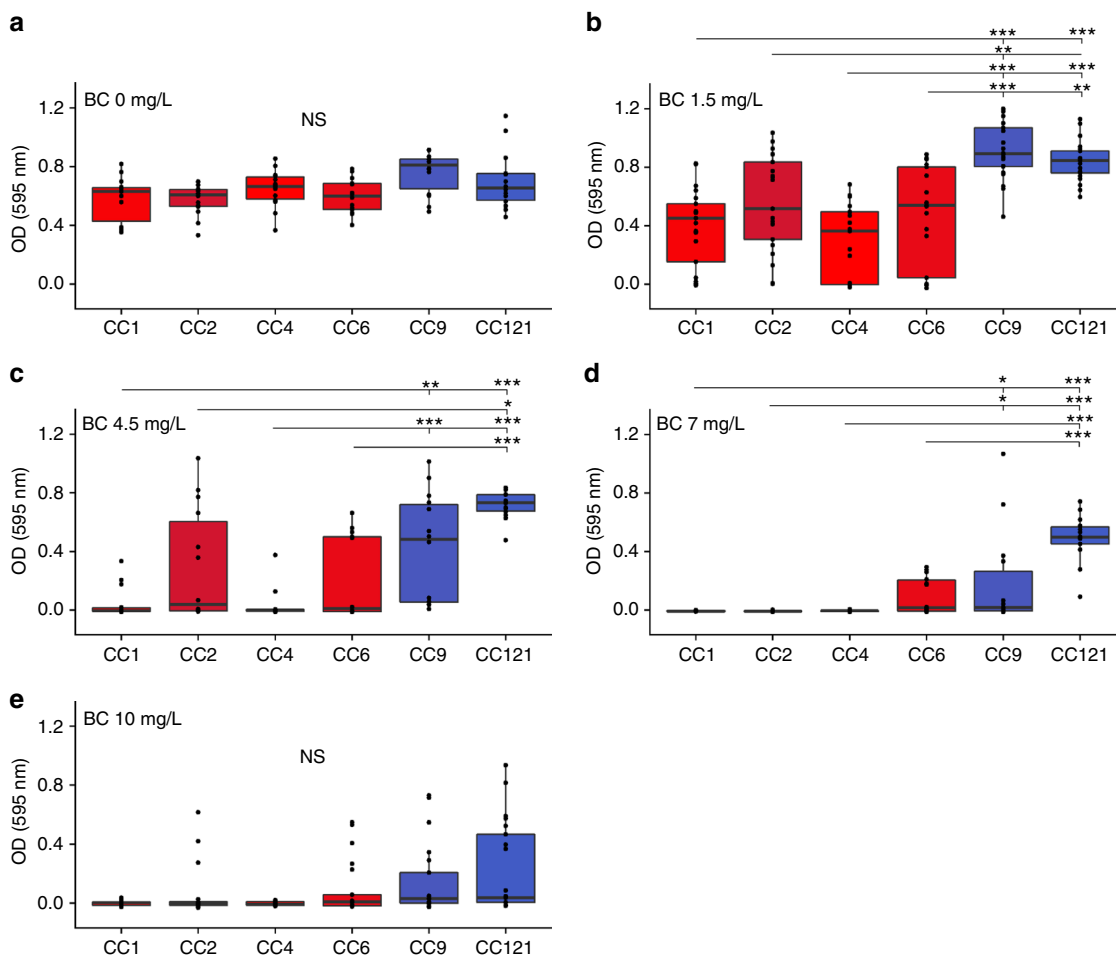 a
BC 0 mg/L
NS
1.2
0.8
0.4
0.0
OD (595 nm)
CC1 CC2 CC4 CC6 CC9 CC121
b
*** ***
**
*** ***
*** **
BC 1.5 mg/L
1.2
0.8
0.4
0.0
OD (595 nm)
CC1 CC2 CC4 CC6 CC9 CC121
c
** ***
*
*** ***
***
BC 4.5 mg/L
1.2
0.8
0.4
0.0
OD (595 nm)
CC1 CC2 CC4 CC6 CC9 CC121
d
* ***
* ***
***
***
BC 7 mg/L
1.2
0.8
0.4
0.0
OD (595 nm)
CC1 CC2 CC4 CC6 CC9 CC121
e
BC 10 mg/L
NS
1.2
0.8
0.4
0.0
OD (595 nm)
CC1 CC2 CC4 CC6 CC9 CC121